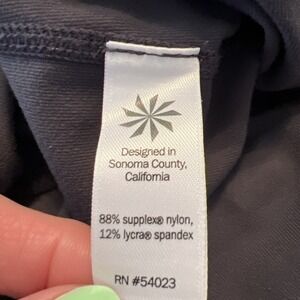 Designed in
Sonoma County,
California
88% supplex® nylon,
12% lycra® spandex
RN #54023